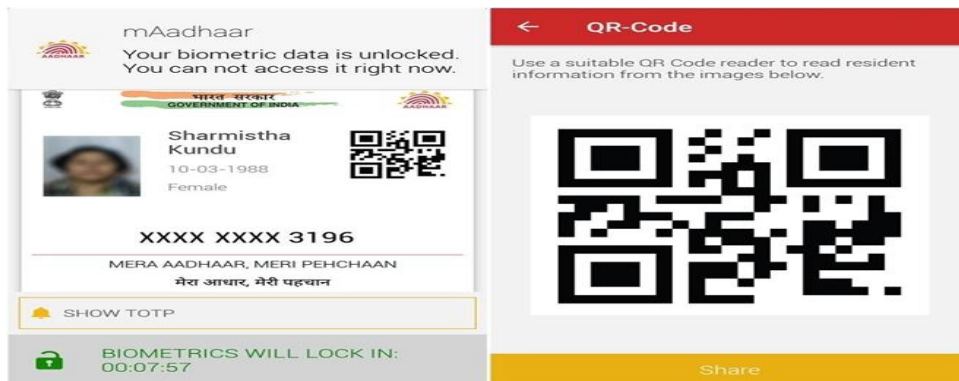 mAadhaar
Your biometric data is unlocked.
You can not access it right now.
AADHAAR
भारत सरकार
GOVERNMENT OF INDIA
AADHAAR
Sharmistha
Kundu
10-03-1988
Female
XXXX XXXX 3196
MERA AADHAAR, MERI PEHCHAAN
मेरा आधार, मेरी पहचान
SHOW TOTP
BIOMETRICS WILL LOCK IN:
00:07:57
QR-Code
Use a suitable QR Code reader to read resident
information from the images below.
Share